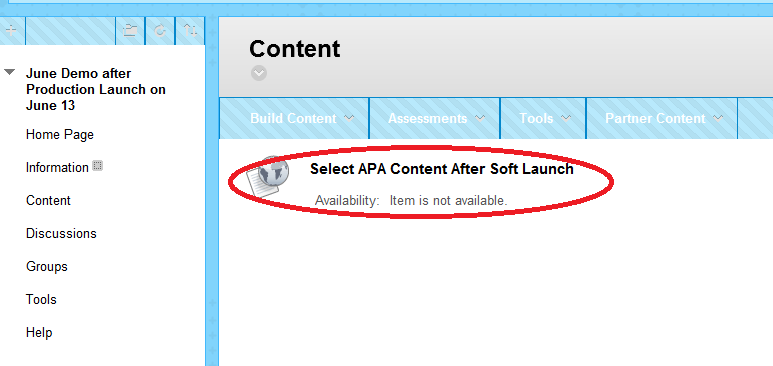 June Demo after
Production Launch on
June 13
Home Page
Information
Content
Discussions
Groups
Tools
Help
Content
Build Content Assessments Tools Partner Content
Select APA Content After Soft Launch
Availability: Item is not available.